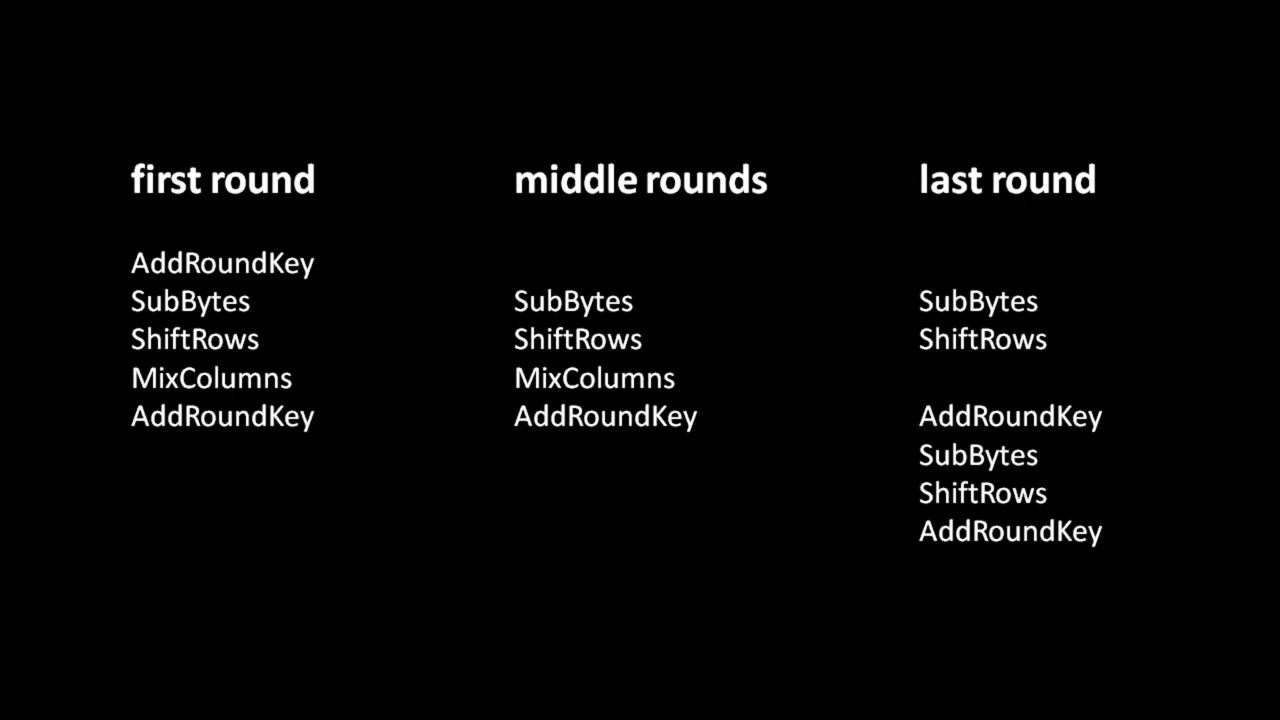 first round
AddRoundKey
SubBytes
ShiftRows
MixColumns
AddRoundKey
middle rounds
SubBytes
ShiftRows
MixColumns
AddRoundKey
last round
SubBytes
ShiftRows
AddRoundKey
SubBytes
ShiftRows
AddRoundKey